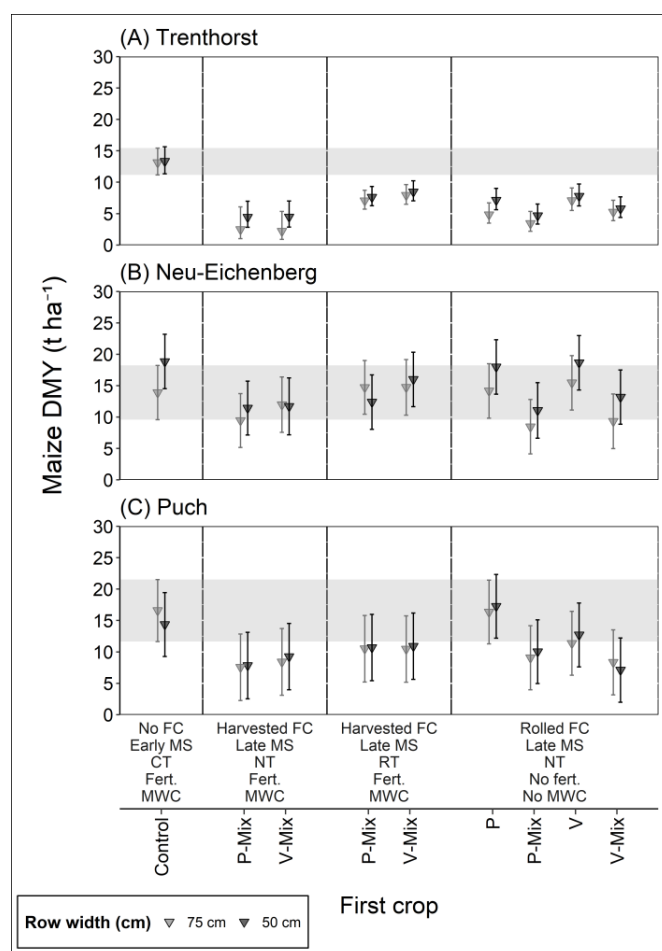 (A) Trenthorst
30
25
20
15
10
5
0
(B) Neu-Eichenberg
30
25
20
15
10
5
0
(C) Puch
30
25
20
15
10
5
0
Maize DMY (t ha⁻¹)
No FC
Early MS
CT
Fert.
MWC
Harvested FC
Late MS
NT
Fert.
MWC
Harvested FC
Late MS
RT
Fert.
MWC
Rolled FC
Late MS
NT
No fert.
No MWC
Control
P-Mix
V-Mix
P-Mix
V-Mix
P
P-Mix
V
V-Mix
First crop
Row width (cm) 75 cm 50 cm